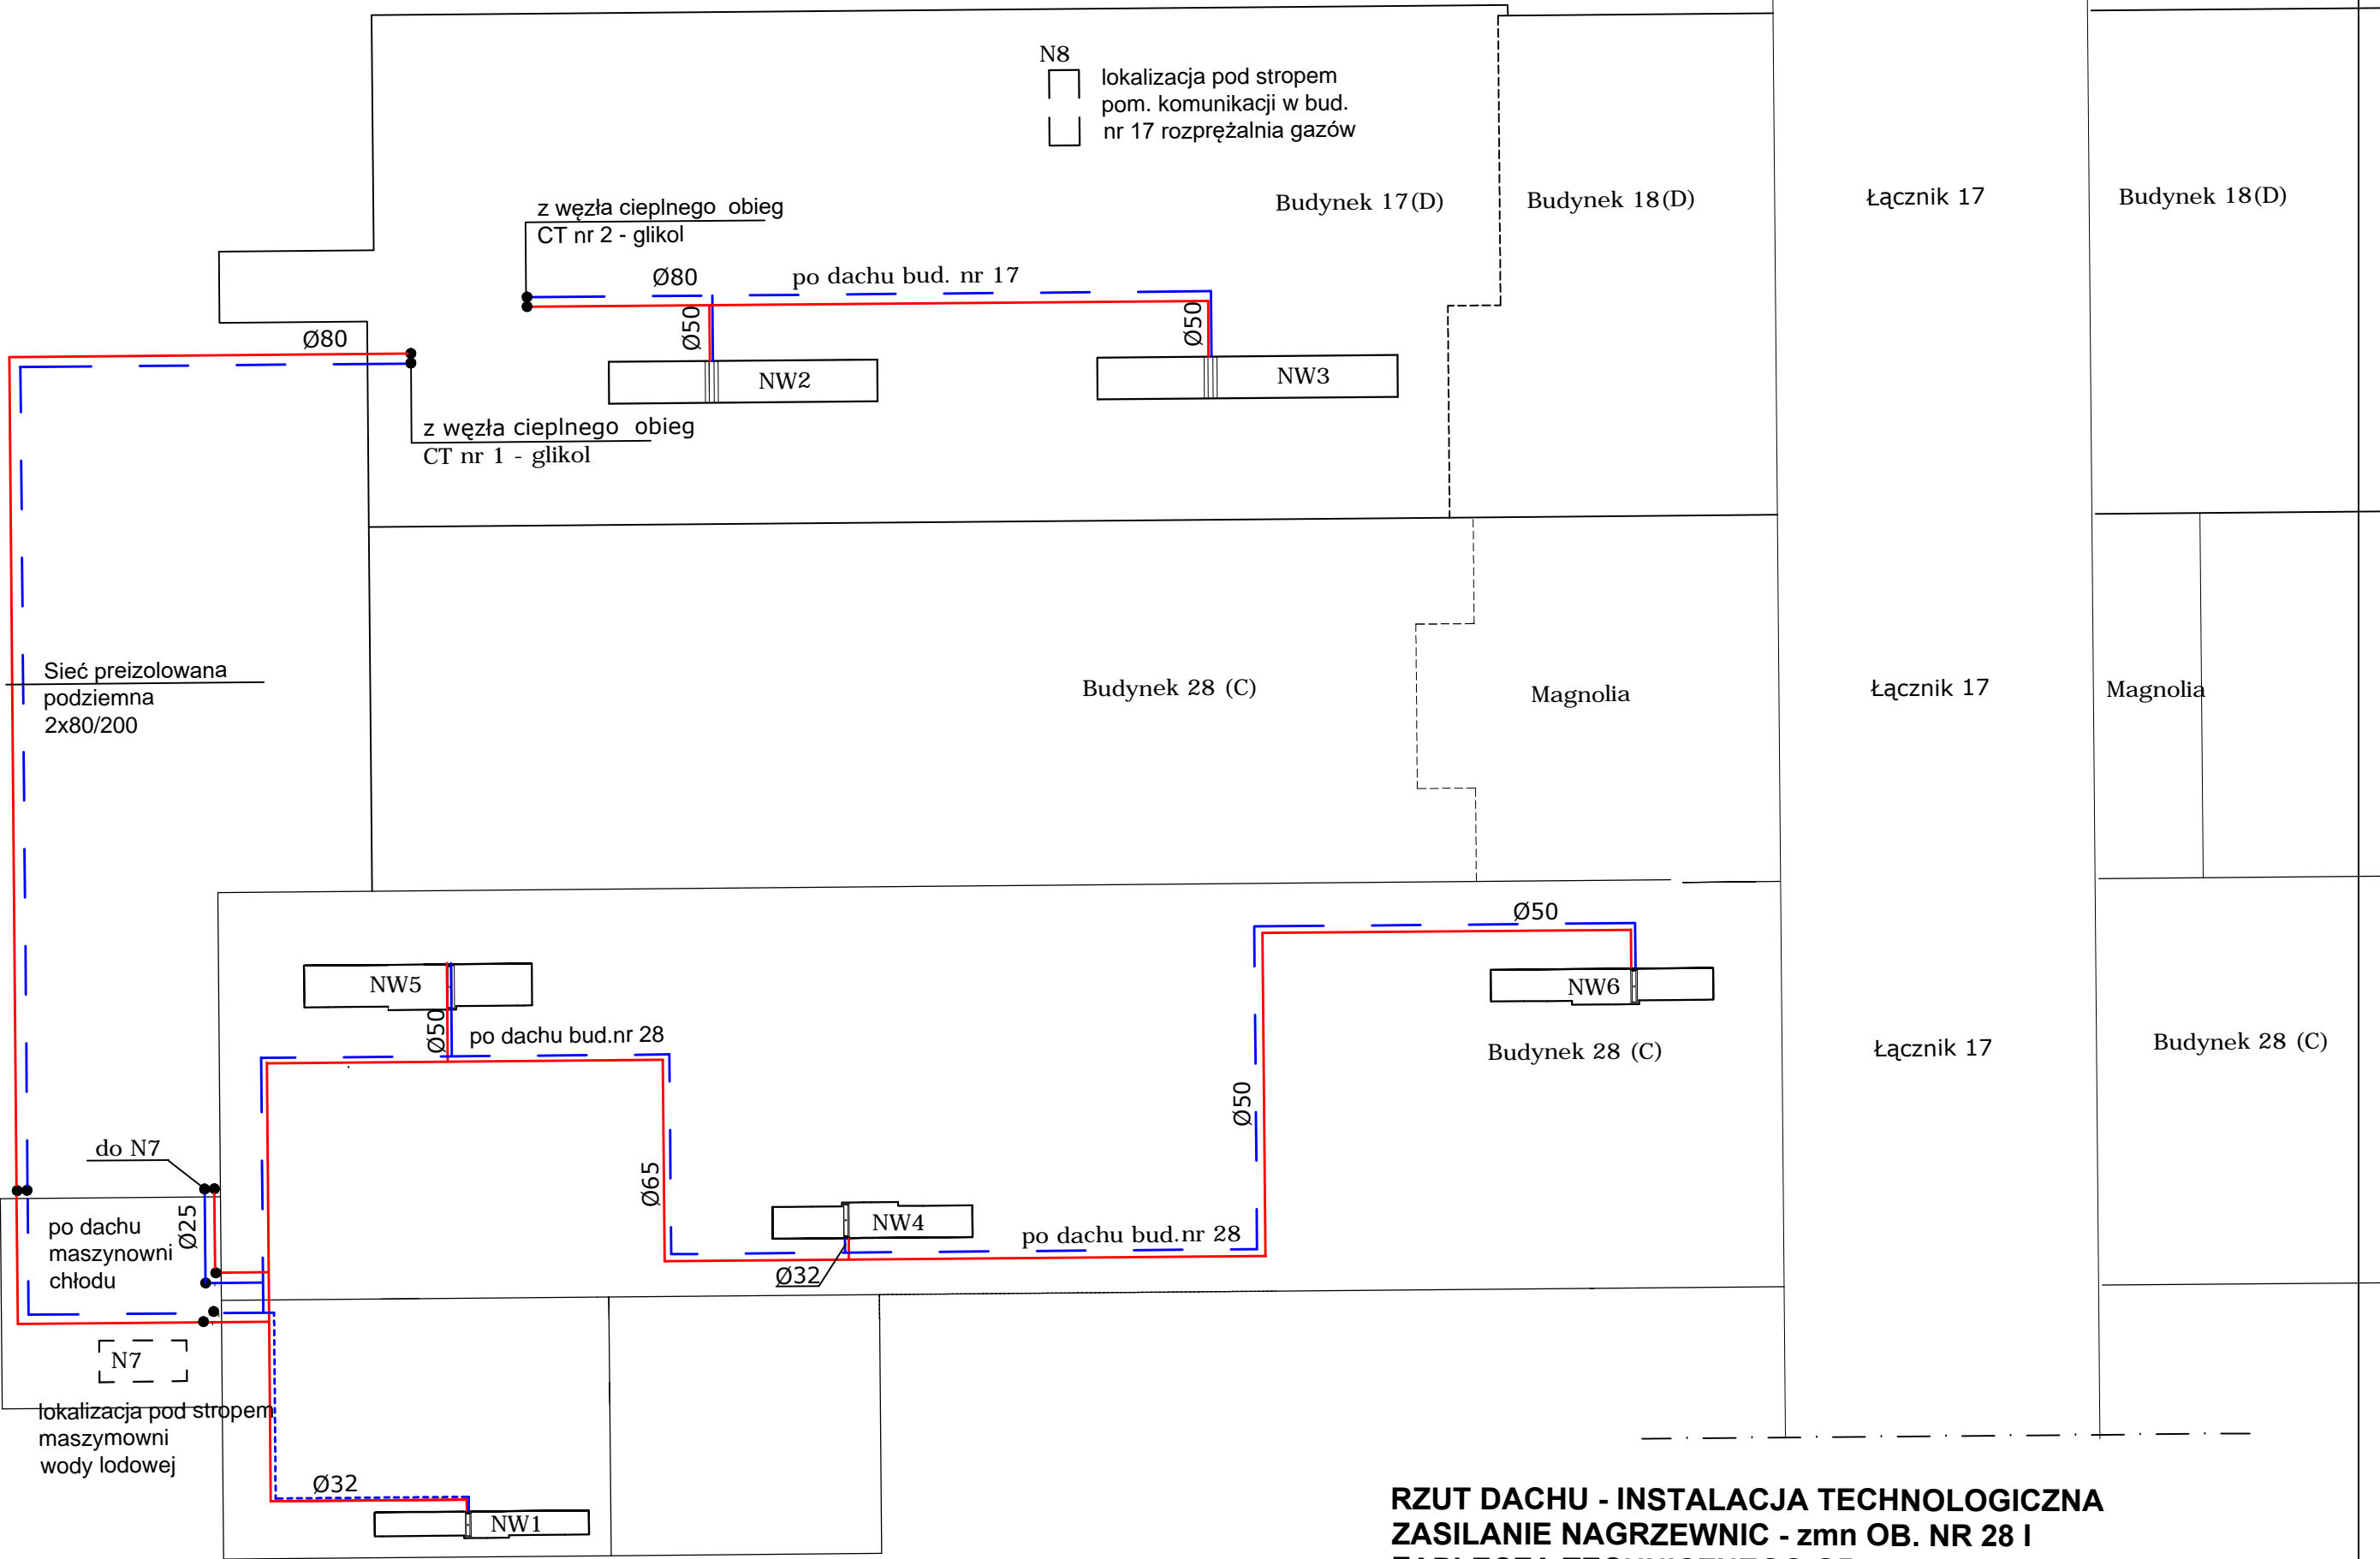 N8
lokalizacja pod stropem
pom. komunikacji w bud.
nr 17 rozprężalnia gazów
z węzła cieplnego obieg
CT nr 2 - glikol
Budynek 17(D)
Budynek 18(D)
Łącznik 17
Budynek 18(D)
Ø80
po dachu bud. nr 17
Ø50
Ø50
Ø80
NW2
NW3
z węzła cieplnego obieg
CT nr 1 - glikol
Sieć preizolowana
podziemna
2x80/200
Budynek 28 (C)
Magnolia
Łącznik 17
Magnolia
Ø50
NW5
NW6
Ø50
po dachu bud.nr 28
Budynek 28 (C)
Łącznik 17
Budynek 28 (C)
Ø50
do N7
Ø65
Ø25
po dachu
maszynowni
chłodu
NW4
po dachu bud.nr 28
Ø32
N7
lokalizacja pod stropem
maszymowni
wody lodowej
Ø32
NW1
RZUT DACHU - INSTALACJA TECHNOLOGICZNA
ZASILANIE NAGRZEWNIC - zmn OB. NR 28 I